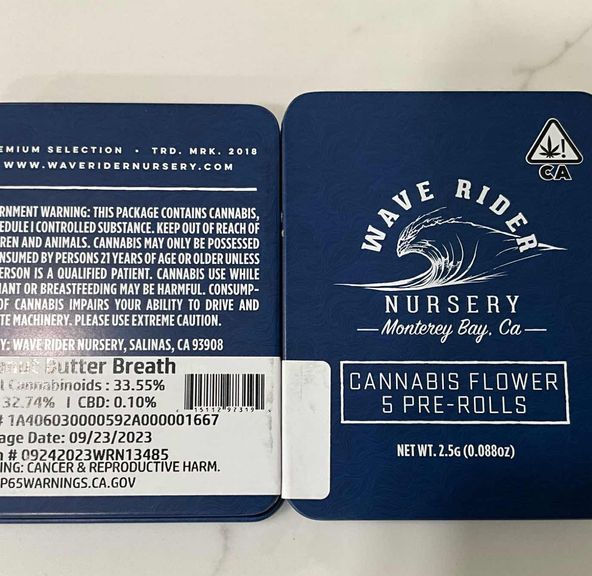 EMIUM SELECTION • TRD. MRK. 2018
WWW.WAVERIDERNURSERY.COM
RNMENT WARNING: THIS PACKAGE CONTAINS CANNABIS,
EDULE I CONTROLLED SUBSTANCE. KEEP OUT OF REACH OF
REN AND ANIMALS. CANNABIS MAY ONLY BE POSSESSED
NSUMED BY PERSONS 21 YEARS OF AGE OR OLDER UNLESS
ERSON IS A QUALIFIED PATIENT. CANNABIS USE WHILE
NANT OR BREASTFEEDING MAY BE HARMFUL. CONSUMP-
OF CANNABIS IMPAIRS YOUR ABILITY TO DRIVE AND
TE MACHINERY. PLEASE USE EXTREME CAUTION.
Y: WAVE RIDER NURSERY, SALINAS, CA 93908
Butter Breath
l Cannabinoids : 33.55%
32.74% | CBD: 0.10%
# 1A406030000592A000001667
age Date: 09/23/2023
# 09242023WRN13485
ING: CANCER & REPRODUCTIVE HARM.
P65WARNINGS.CA.GOV
CA
WAVE RIDER
NURSERY
Monterey Bay, Ca
CANNABIS FLOWER
5 PRE-ROLLS
NET WT. 2.5G (0.088oz)